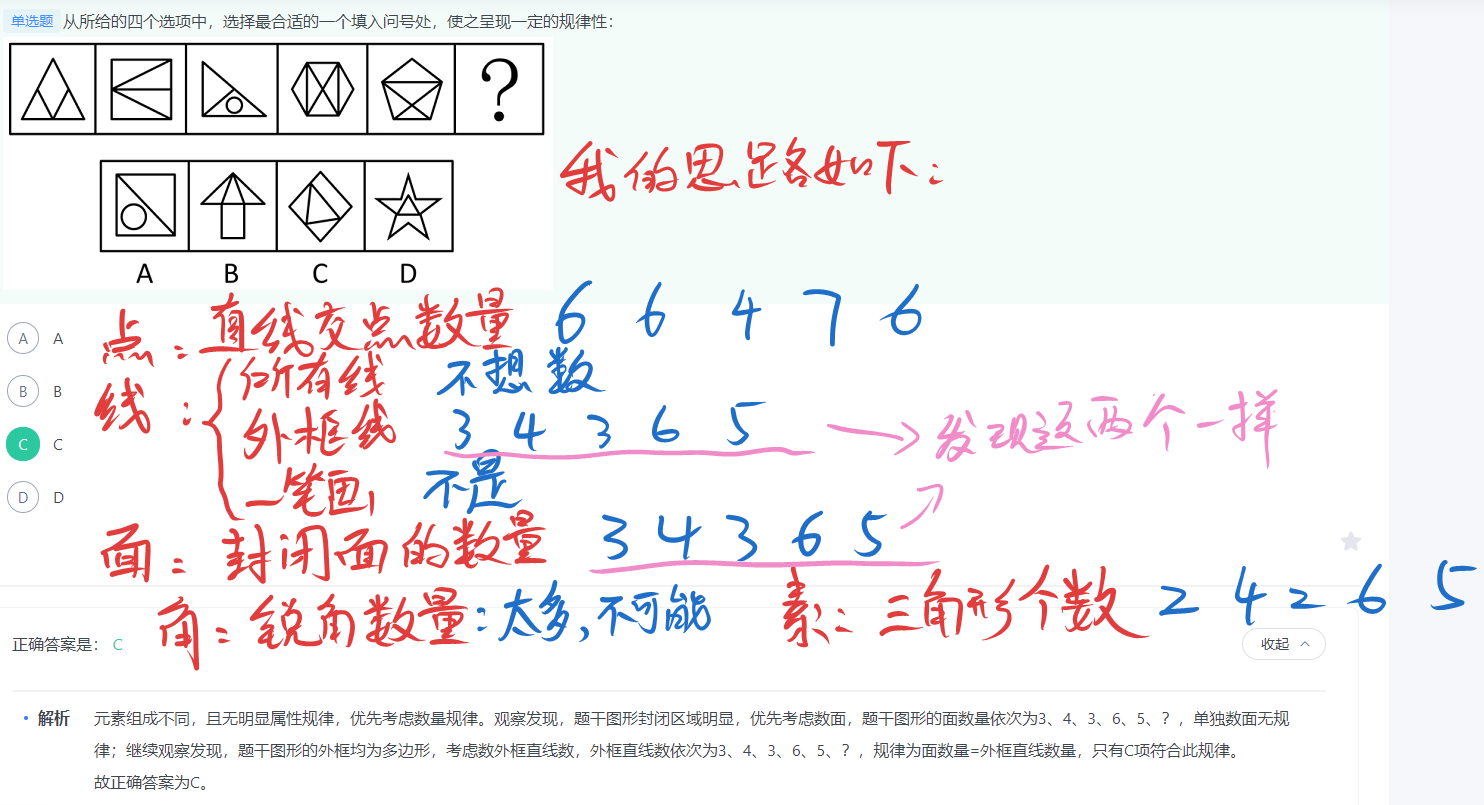 单选题 从所给的四个选项中，选择最合适的一个填入问号处，使之呈现一定的规律性：
?
A B C D
我的思路如下：
点：直线交点数量 6 6 4 7 6
线：所有线 不想数
外框线 3 4 3 6 5 发现这两个一样
一笔画 不是
面：封闭面的数量 3 4 3 6 5
角：锐角数量：太多，不可能 素：三角形个数 2 4 2 6 5
A A
B B
C C
D D
正确答案是： C
收起
解析 元素组成不同，且无明显属性规律，优先考虑数量规律。观察发现，题干图形封闭区域明显，优先考虑数面，题干图形的面数量依次为3、4、3、6、5、？，单独数面无规
律；继续观察发现，题干图形的外框均为多边形，考虑数外框直线数，外框直线数依次为3、4、3、6、5、？，规律为面数量=外框直线数量，只有C项符合此规律。
故正确答案为C。